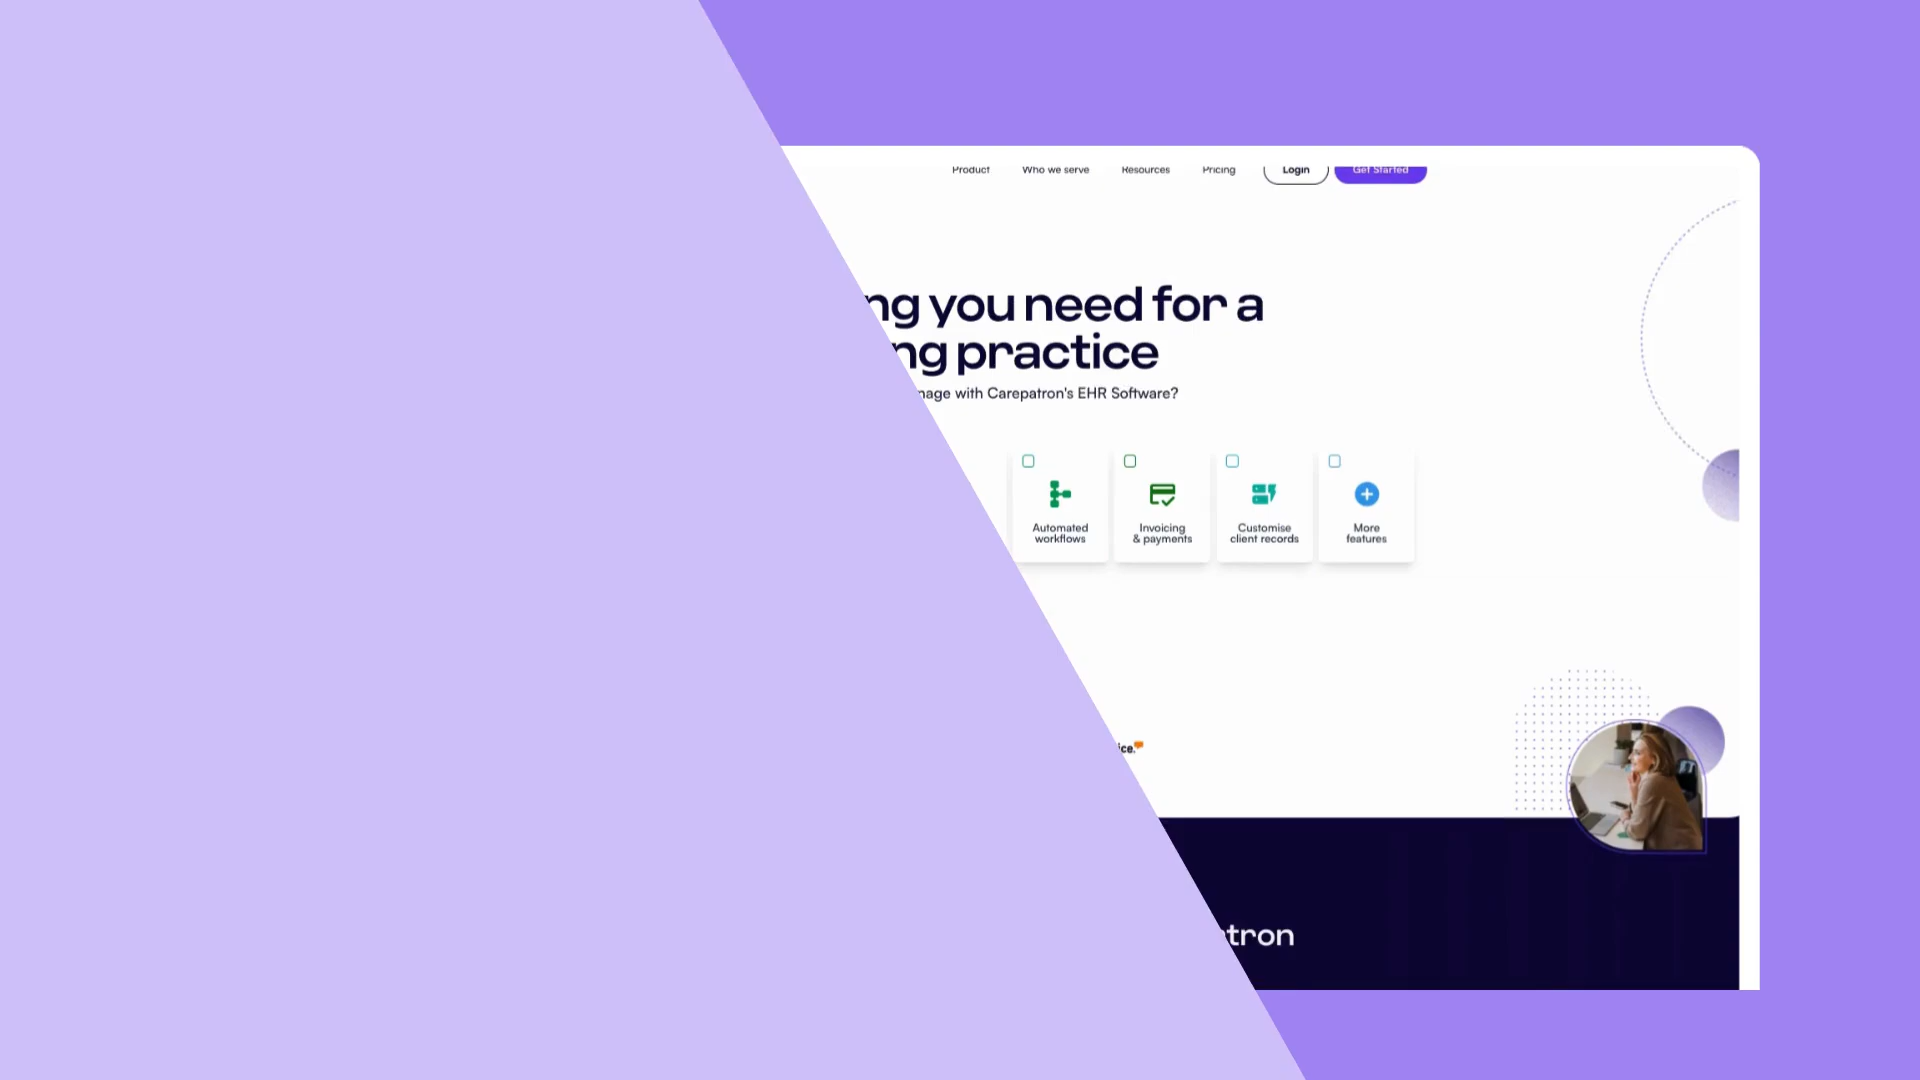 Product Who we serve Resources Pricing Login Get Started
ng you need for a
ng practice
nage with Carepatron's EHR Software?
Automated
workflows
Invoicing
& payments
Customise
client records
More
features
ice.
tron